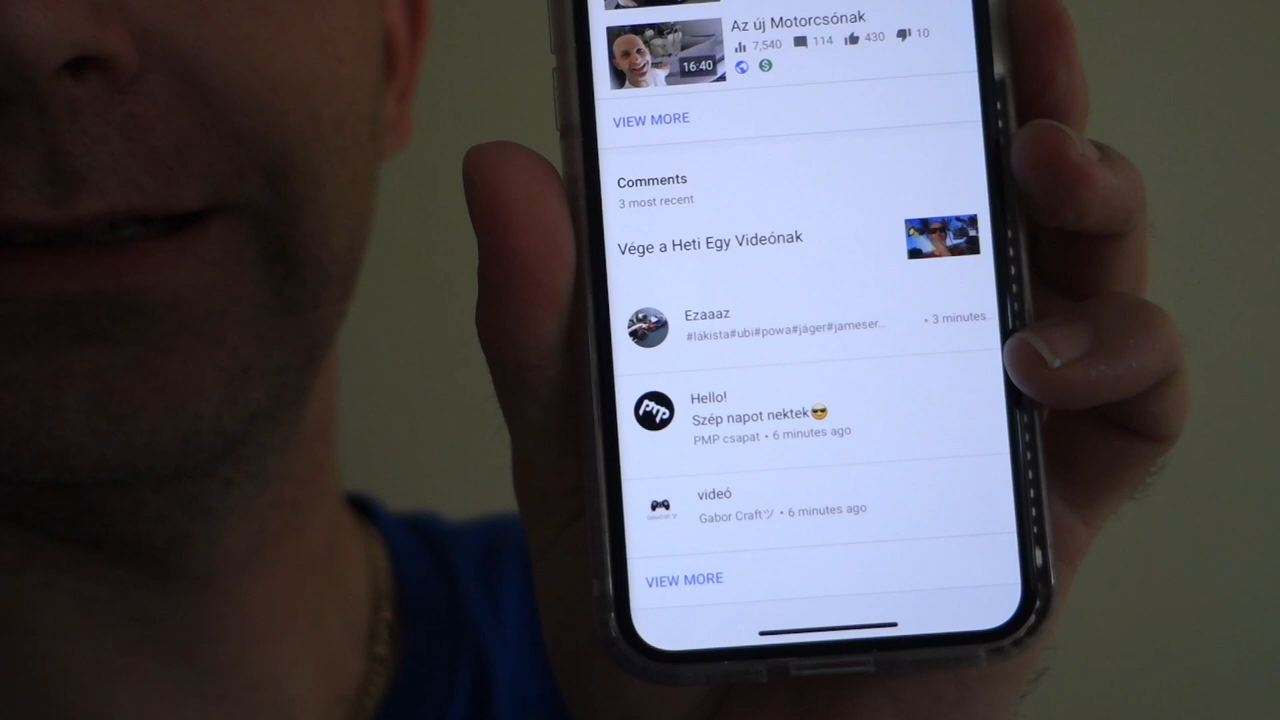 Az új Motorcsónak
7,540 114 430 10
16:40
VIEW MORE
Comments
3 most recent
Vége a Heti Egy Videónak
Ezaaaz
#lákista#ubi#powa#jáger#jameser... • 3 minutes...
pmp
Hello!
Szép napot nektek😎
PMP csapat • 6 minutes ago
videó
Gabor Craftツ • 6 minutes ago
VIEW MORE